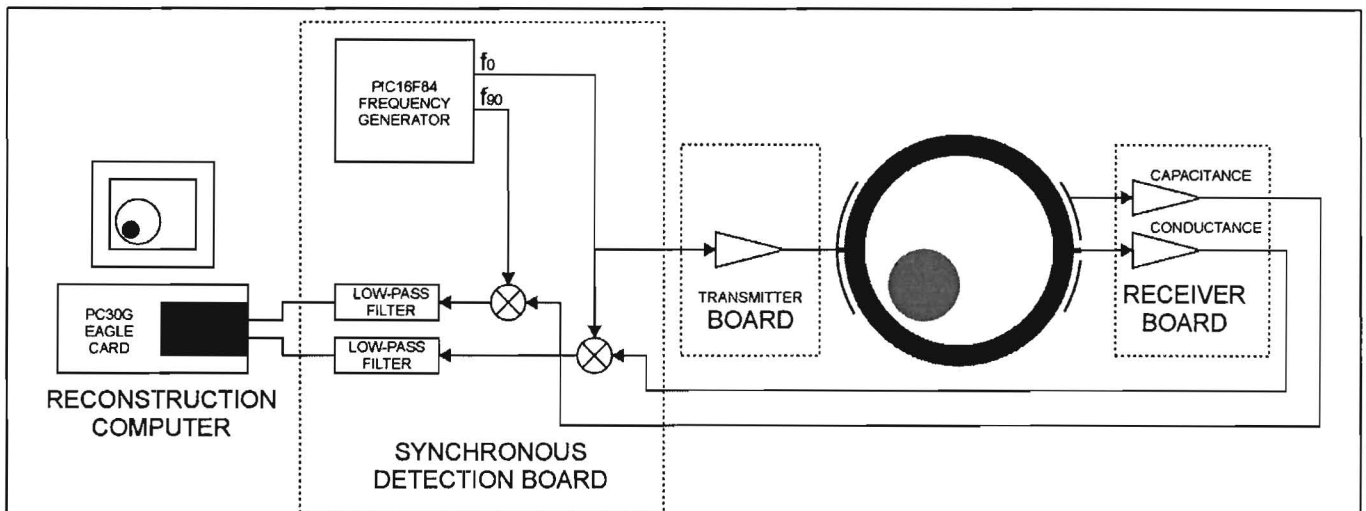 PIC16F84
FREQUENCY
GENERATOR
f0
f90
CAPACITANCE
CONDUCTANCE
LOW-PASS
FILTER
LOW-PASS
FILTER
PC30G
EAGLE
CARD
TRANSMITTER
BOARD
RECEIVER
BOARD
RECONSTRUCTION
COMPUTER
SYNCHRONOUS
DETECTION BOARD